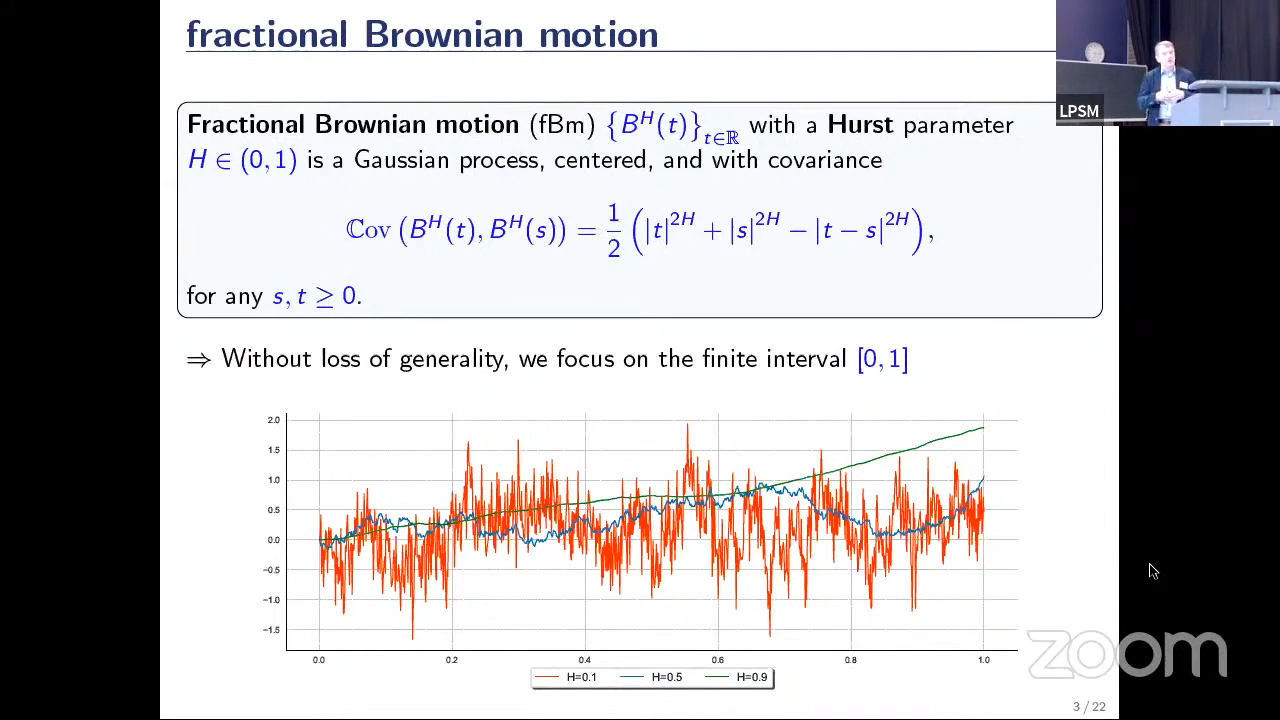 fractional Brownian motion
LPSM
Fractional Brownian motion (fBm) {B^H(t)}_{t∈ℝ} with a Hurst parameter
H ∈ (0, 1) is a Gaussian process, centered, and with covariance
ℂov (B^H(t), B^H(s)) = 1/2 (|t|^{2H} + |s|^{2H} − |t − s|^{2H}),
for any s, t ≥ 0.
⇒ Without loss of generality, we focus on the finite interval [0, 1]
2.0
1.5
1.0
0.5
0.0
−0.5
−1.0
−1.5
0.0 0.2 0.4 0.6 0.8 1.0
H=0.1 H=0.5 H=0.9
zoom
3 / 22